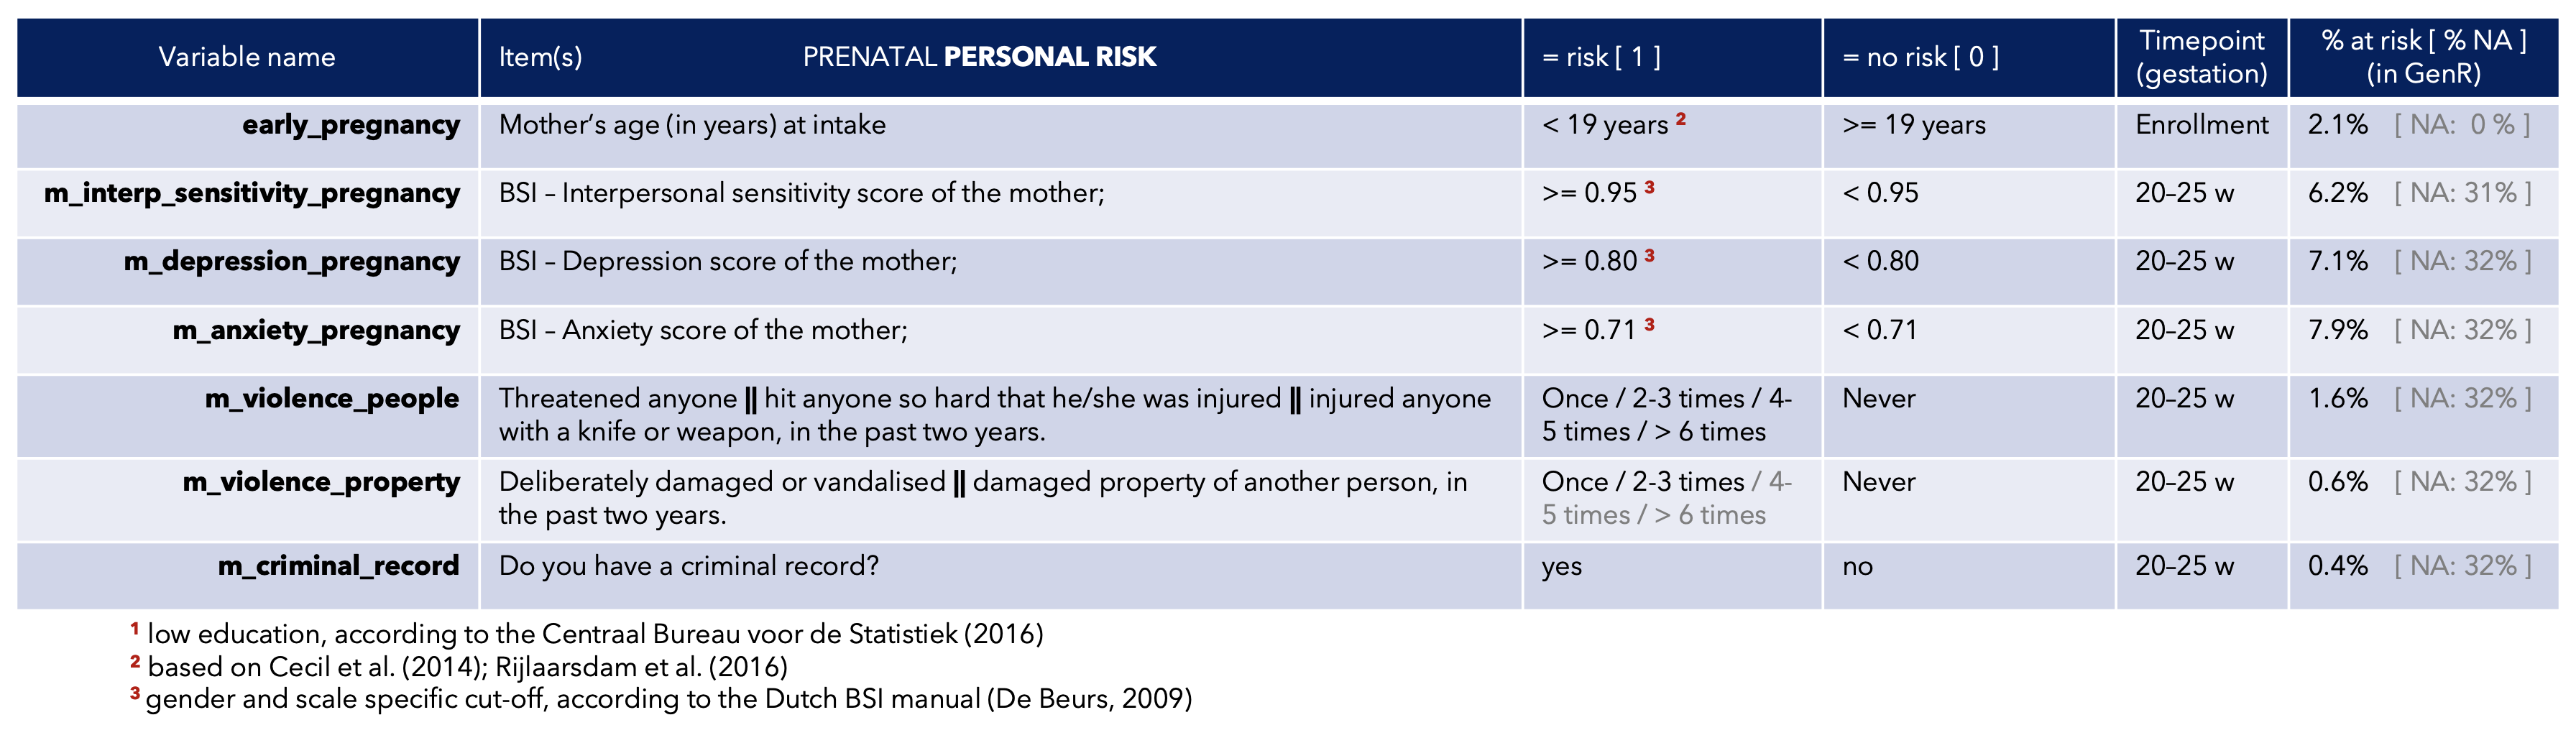 Variable name Item(s) PRENATAL PERSONAL RISK = risk [ 1 ] = no risk [ 0 ] Timepoint (gestation) % at risk [ % NA ] (in GenR)
early_pregnancy Mother’s age (in years) at intake < 19 years ² >= 19 years Enrollment 2.1% [ NA: 0 % ]
m_interp_sensitivity_pregnancy BSI – Interpersonal sensitivity score of the mother; >= 0.95 ³ < 0.95 20–25 w 6.2% [ NA: 31% ]
m_depression_pregnancy BSI – Depression score of the mother; >= 0.80 ³ < 0.80 20–25 w 7.1% [ NA: 32% ]
m_anxiety_pregnancy BSI – Anxiety score of the mother; >= 0.71 ³ < 0.71 20–25 w 7.9% [ NA: 32% ]
m_violence_people Threatened anyone || hit anyone so hard that he/she was injured || injured anyone Once / 2-3 times / 4- Never 20–25 w 1.6% [ NA: 32% ]
with a knife or weapon, in the past two years. 5 times / > 6 times
m_violence_property Deliberately damaged or vandalised || damaged property of another person, in Once / 2-3 times / 4- Never 20–25 w 0.6% [ NA: 32% ]
the past two years. 5 times / > 6 times
m_criminal_record Do you have a criminal record? yes no 20–25 w 0.4% [ NA: 32% ]
¹ low education, according to the Centraal Bureau voor de Statistiek (2016)
² based on Cecil et al. (2014); Rijlaarsdam et al. (2016)
³ gender and scale specific cut-off, according to the Dutch BSI manual (De Beurs, 2009)